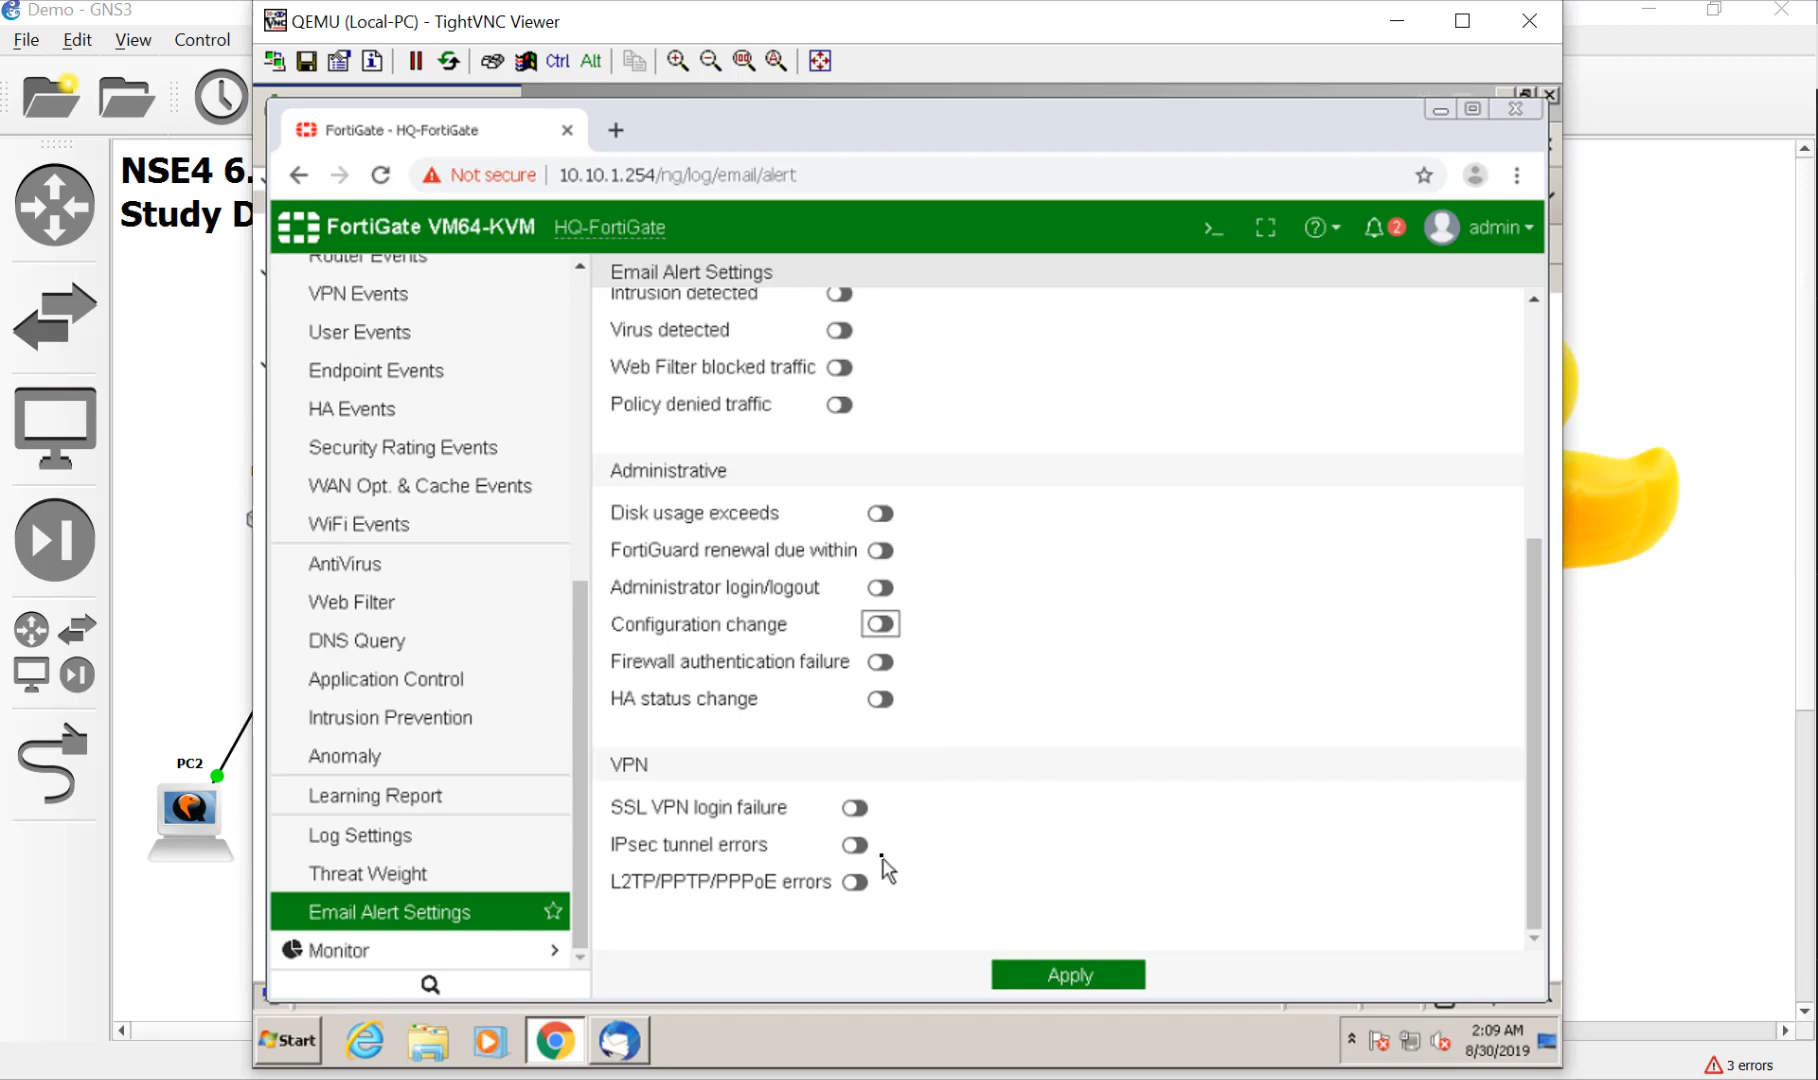 Demo - GNS3
QEMU (Local-PC) - TightVNC Viewer
File Edit View Control
Ctrl Alt
NSE4 6.
Study D
FortiGate - HQ-FortiGate
Not secure 10.10.1.254/ng/log/email/alert
FortiGate VM64-KVM HQ-FortiGate
2
admin
Router Events
VPN Events
User Events
Endpoint Events
HA Events
Security Rating Events
WAN Opt. & Cache Events
WiFi Events
AntiVirus
Web Filter
DNS Query
Application Control
Intrusion Prevention
Anomaly
Learning Report
Log Settings
Threat Weight
Email Alert Settings
Monitor
Email Alert Settings
Intrusion detected
Virus detected
Web Filter blocked traffic
Policy denied traffic
Administrative
Disk usage exceeds
FortiGuard renewal due within
Administrator login/logout
Configuration change
Firewall authentication failure
HA status change
VPN
SSL VPN login failure
IPsec tunnel errors
L2TP/PPTP/PPPoE errors
Apply
PC2
Start
2:09 AM
8/30/2019
3 errors